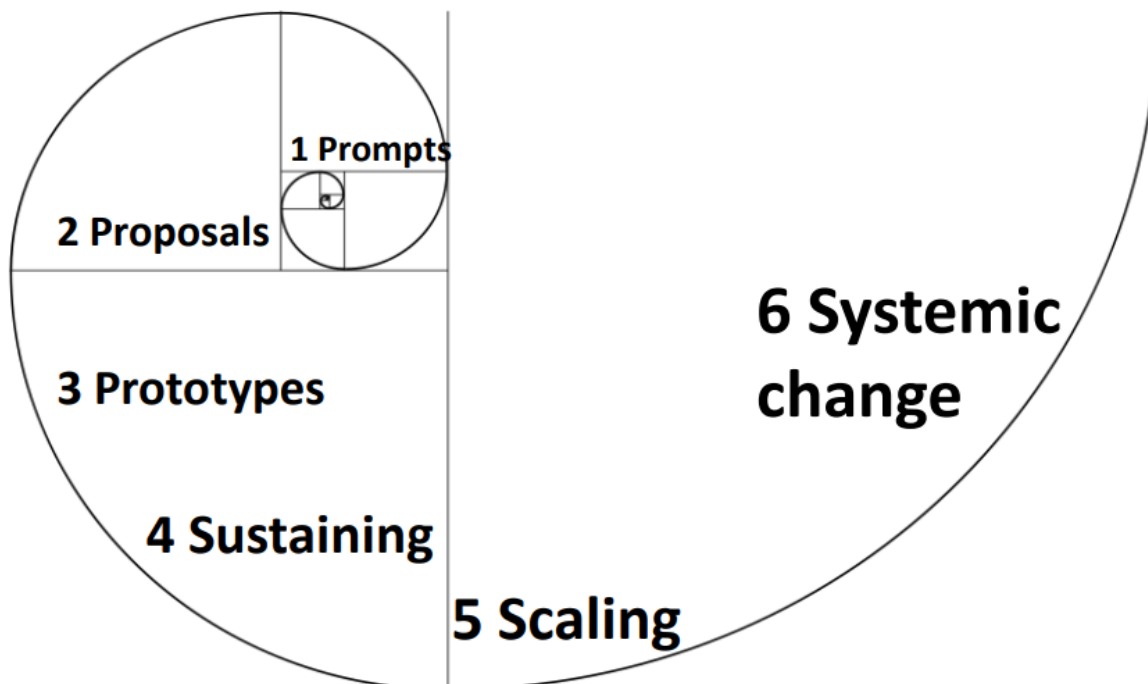 1 Prompts
2 Proposals
3 Prototypes
4 Sustaining
5 Scaling
6 Systemic
change